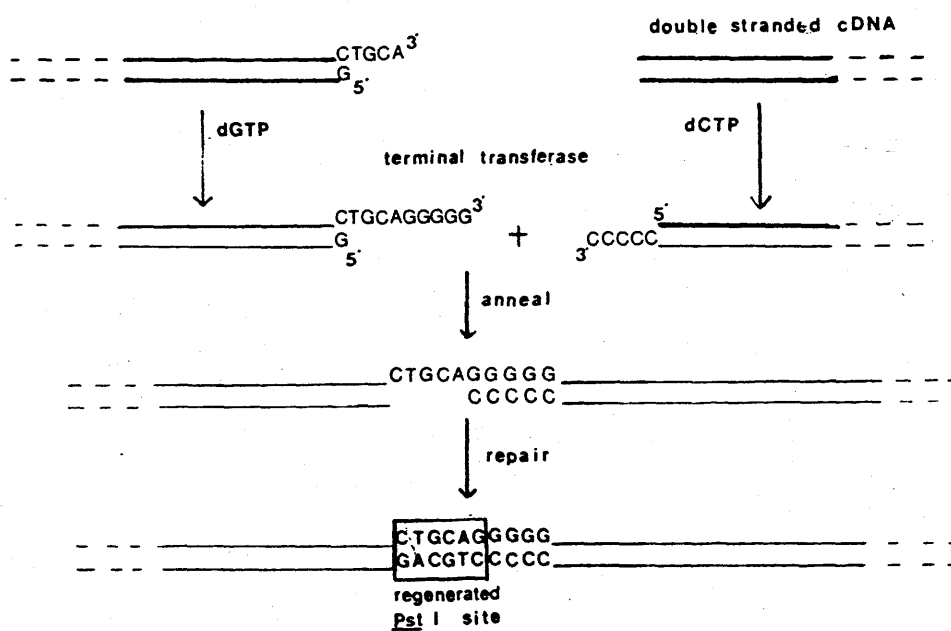 double stranded cDNA
CTGCA3'
G5'
dGTP
dCTP
terminal transferase
CTGCAGGGGG3'
G5'
+
5'
3'CCCCC
anneal
CTGCAGGGGG
CCCCC
repair
CTGCAGGGGG
GACGTCCCCC
regenerated
Pst I site